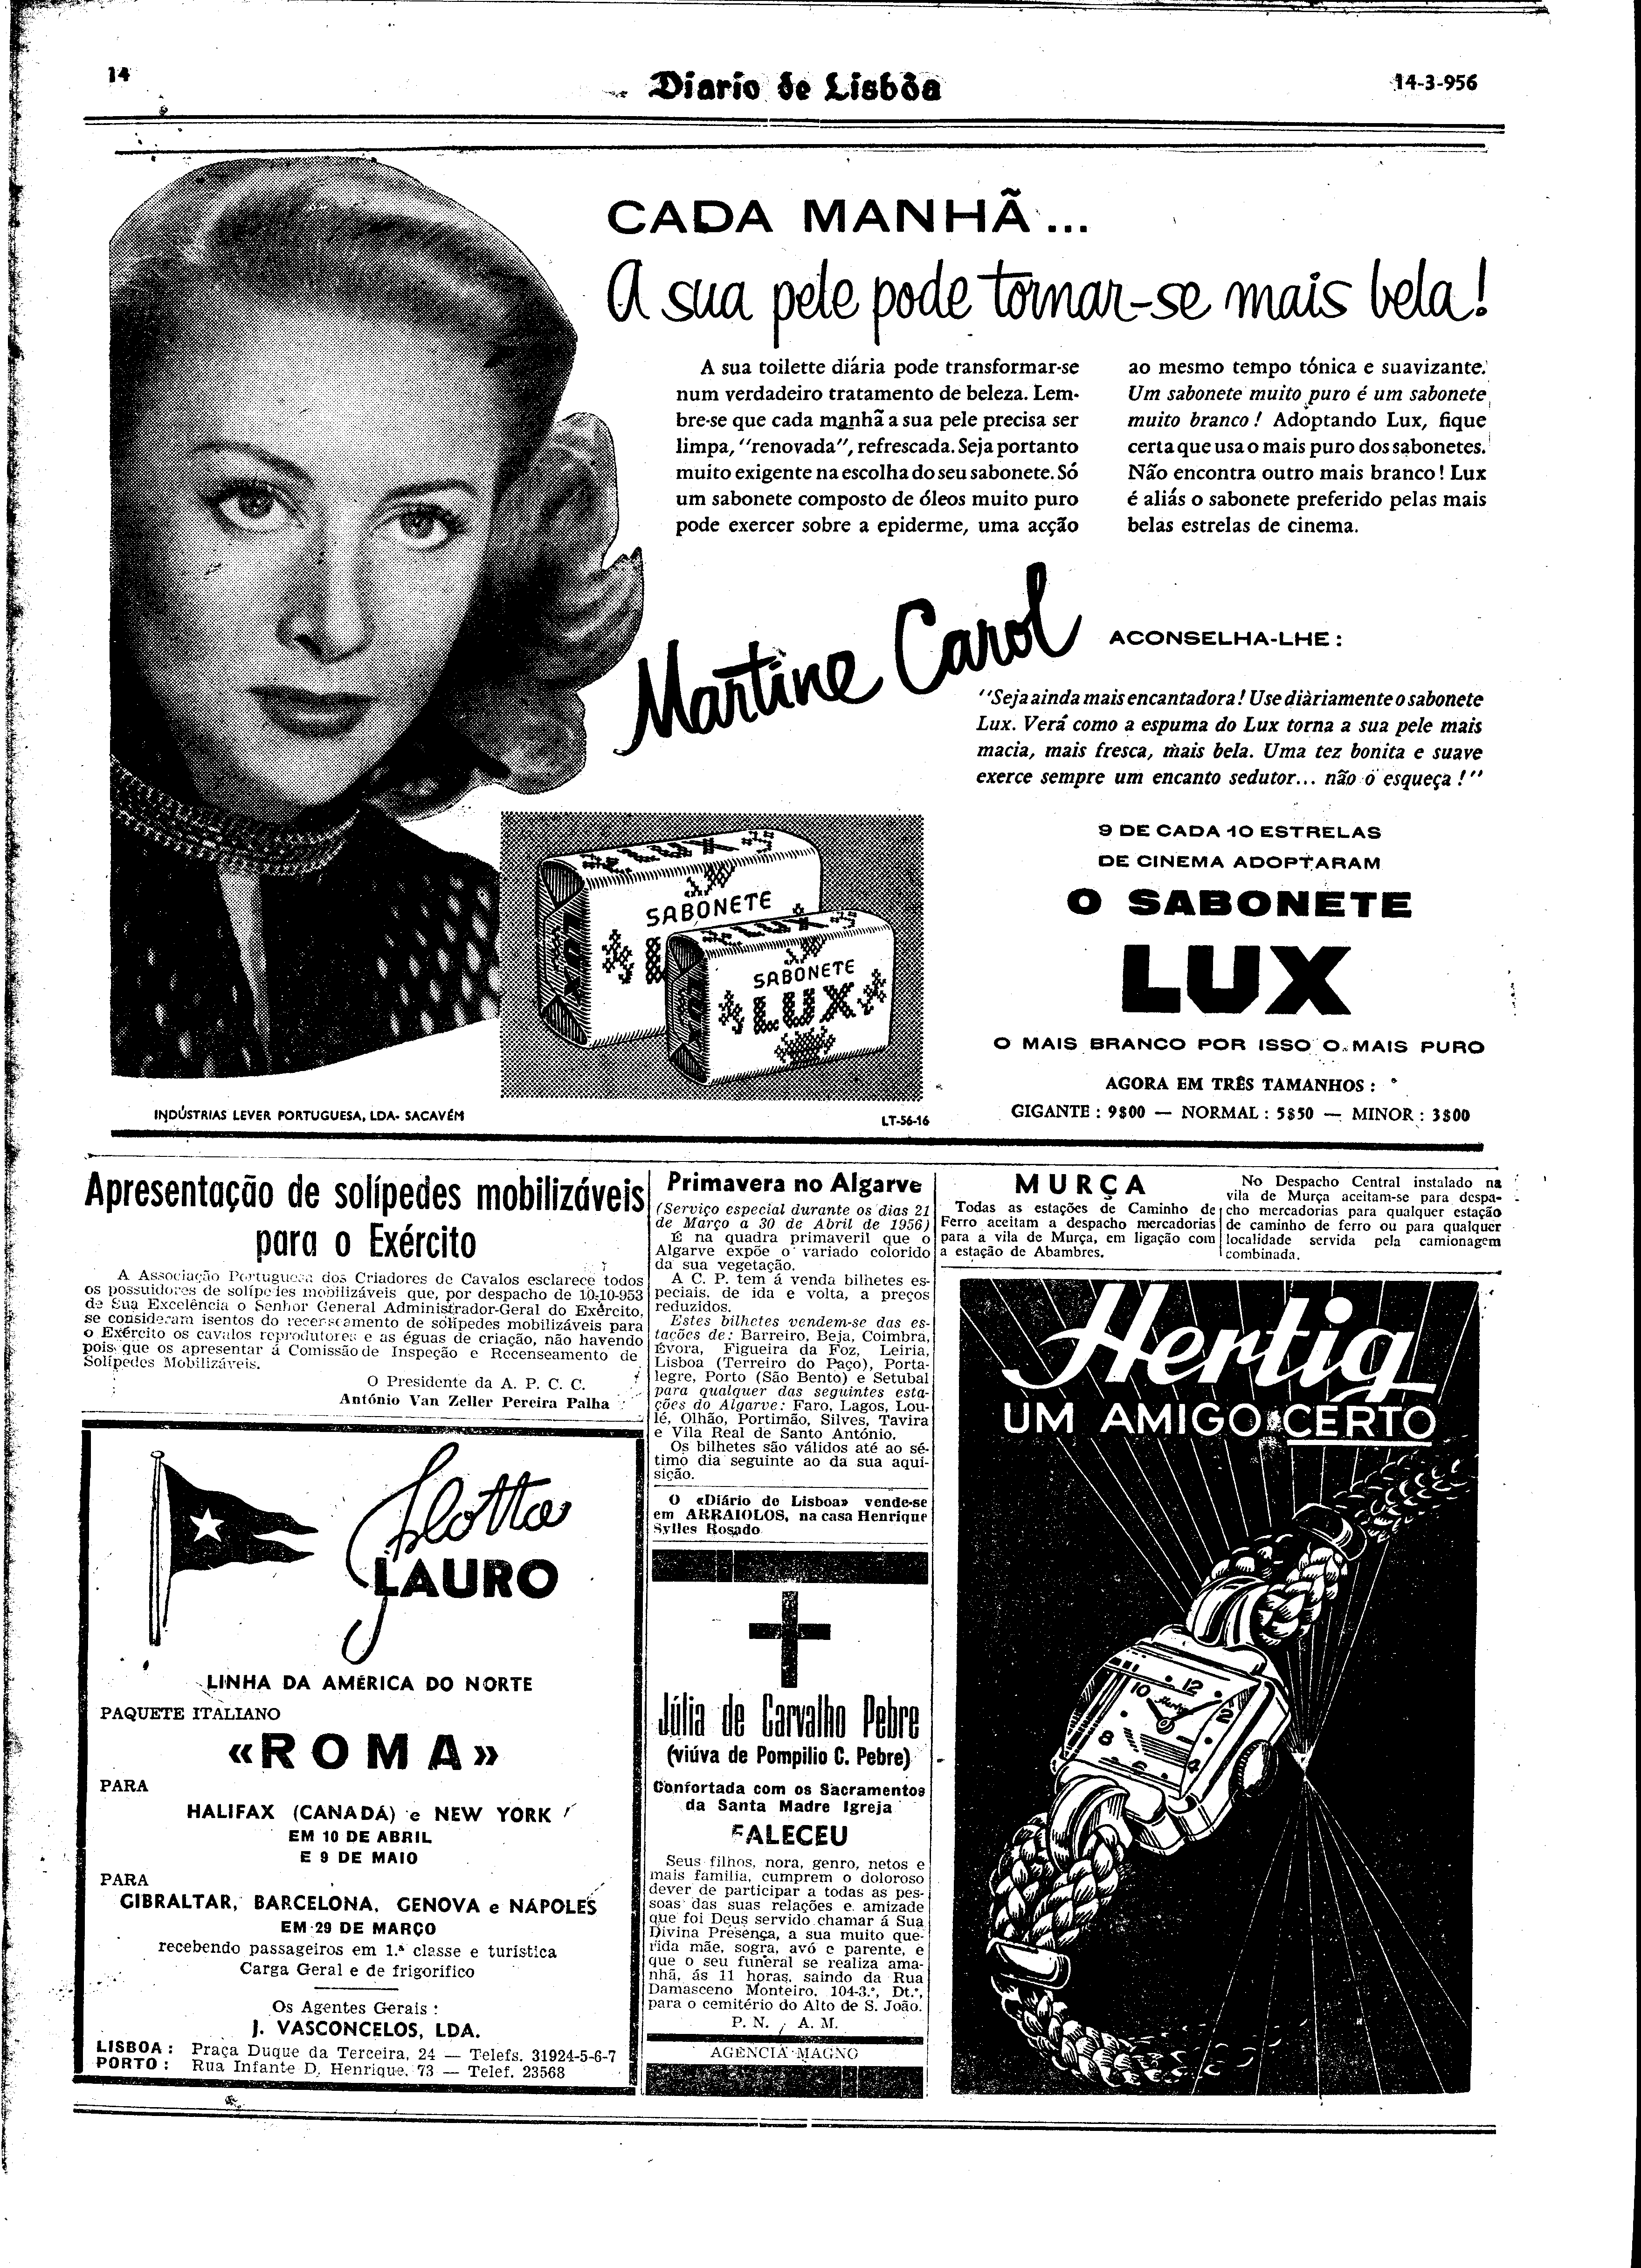 14
Diario de Lisbôa
14-3-956
CADA MANHÃ...
A sua pele pode tornar-se mais bela!
A sua toilette diária pode transformar-se
num verdadeiro tratamento de beleza. Lem-
bre-se que cada manhã a sua pele precisa ser
limpa, "renovada", refrescada. Seja portanto
muito exigente na escolha do seu sabonete. Só
um sabonete composto de óleos muito puro
pode exercer sobre a epiderme, uma acção
ao mesmo tempo tónica e suavizante.
Um sabonete muito puro é um sabonete
muito branco ! Adoptando Lux, fique
certa que usa o mais puro dos sabonetes.
Não encontra outro mais branco ! Lux
é aliás o sabonete preferido pelas mais
belas estrelas de cinema.
Martine Carol
ACONSELHA-LHE :
"Seja ainda mais encantadora ! Use diàriamente o sabonete
Lux. Verá como a espuma do Lux torna a sua pele mais
macia, mais fresca, mais bela. Uma tez bonita e suave
exerce sempre um encanto sedutor... não o esqueça !"
LUX
SABONETE
LUX
LUX
SABONETE
LUX
LUX
9 DE CADA 10 ESTRELAS
DE CINEMA ADOPTARAM
O SABONETE
LUX
O MAIS BRANCO POR ISSO O MAIS PURO
AGORA EM TRÊS TAMANHOS :
GIGANTE : 9$00 — NORMAL : 5$50 — MINOR : 3$00
INDÚSTRIAS LEVER PORTUGUESA, LDA- SACAVÉM
LT-56-16
Apresentação de solípedes mobilizáveis
para o Exército
A Associação Portuguesa dos Criadores de Cavalos esclarece todos
os possuidores de solípedes mobilizáveis que, por despacho de 10-10-953
de Sua Excelência o Senhor General Administrador-Geral do Exército,
se consideram isentos do recenseamento de solípedes mobilizáveis para
o Exército os cavalos reprodutores e as éguas de criação, não havendo
pois que os apresentar á Comissão de Inspeção e Recenseamento de
Solípedes Mobilizáveis.
O Presidente da A. P. C. C.
António Van Zeller Pereira Palha
Flotta
LAURO
LINHA DA AMÉRICA DO NORTE
PAQUETE ITALIANO
«ROMA»
PARA
HALIFAX (CANADÁ) e NEW YORK
EM 10 DE ABRIL
E 9 DE MAIO
PARA
GIBRALTAR, BARCELONA, GENOVA e NÁPOLES
EM 29 DE MARÇO
recebendo passageiros em 1.ª classe e turística
Carga Geral e de frigorífico
Os Agentes Gerais :
J. VASCONCELOS, LDA.
LISBOA : Praça Duque da Terceira, 24 — Telefs. 31924-5-6-7
PORTO : Rua Infante D. Henrique, 73 — Telef. 23568
Primavera no Algarve
(Serviço especial durante os dias 21
de Março a 30 de Abril de 1956)
É na quadra primaveril que o
Algarve expõe o variado colorido
da sua vegetação.
A C. P. tem á venda bilhetes es-
peciais, de ida e volta, a preços
reduzidos.
Estes bilhetes vendem-se das es-
tações de: Barreiro, Beja, Coimbra,
Évora, Figueira da Foz, Leiria,
Lisboa (Terreiro do Paço), Porta-
legre, Porto (São Bento) e Setubal
para qualquer das seguintes esta-
ções do Algarve: Faro, Lagos, Lou-
lé, Olhão, Portimão, Silves, Tavira
e Vila Real de Santo António.
Os bilhetes são válidos até ao sé-
timo dia seguinte ao da sua aqui-
sição.
O «Diário de Lisboa» vende-se
em ARRAIOLOS, na casa Henrique
Sylles Rosado
Júlia de Carvalho Pebre
(viúva de Pompilio C. Pebre)
Confortada com os Sacramentos
da Santa Madre Igreja
FALECEU
Seus filhos, nora, genro, netos e
mais familia, cumprem o doloroso
dever de participar a todas as pes-
soas das suas relações e amizade
que foi Deus servido chamar á Sua
Divina Presença, a sua muito que-
rida mãe, sogra, avó e parente, e
que o seu funeral se realiza ama-
nhã, ás 11 horas, saindo da Rua
Damasceno Monteiro, 104-3.º, Dt.º,
para o cemitério do Alto de S. João.
P. N. A. M.
AGENCIA MAGNO
MURÇA
Todas as estações de Caminho de
Ferro aceitam a despacho mercadorias
para a vila de Murça, em ligação com
a estação de Abambres.
No Despacho Central instalado na
vila de Murça aceitam-se para despa-
cho mercadorias para qualquer estação
de caminho de ferro ou para qualquer
localidade servida pela camionagem
combinada.
Hertig
UM AMIGO CERTO
10
12
2
Hertig
8
6
4